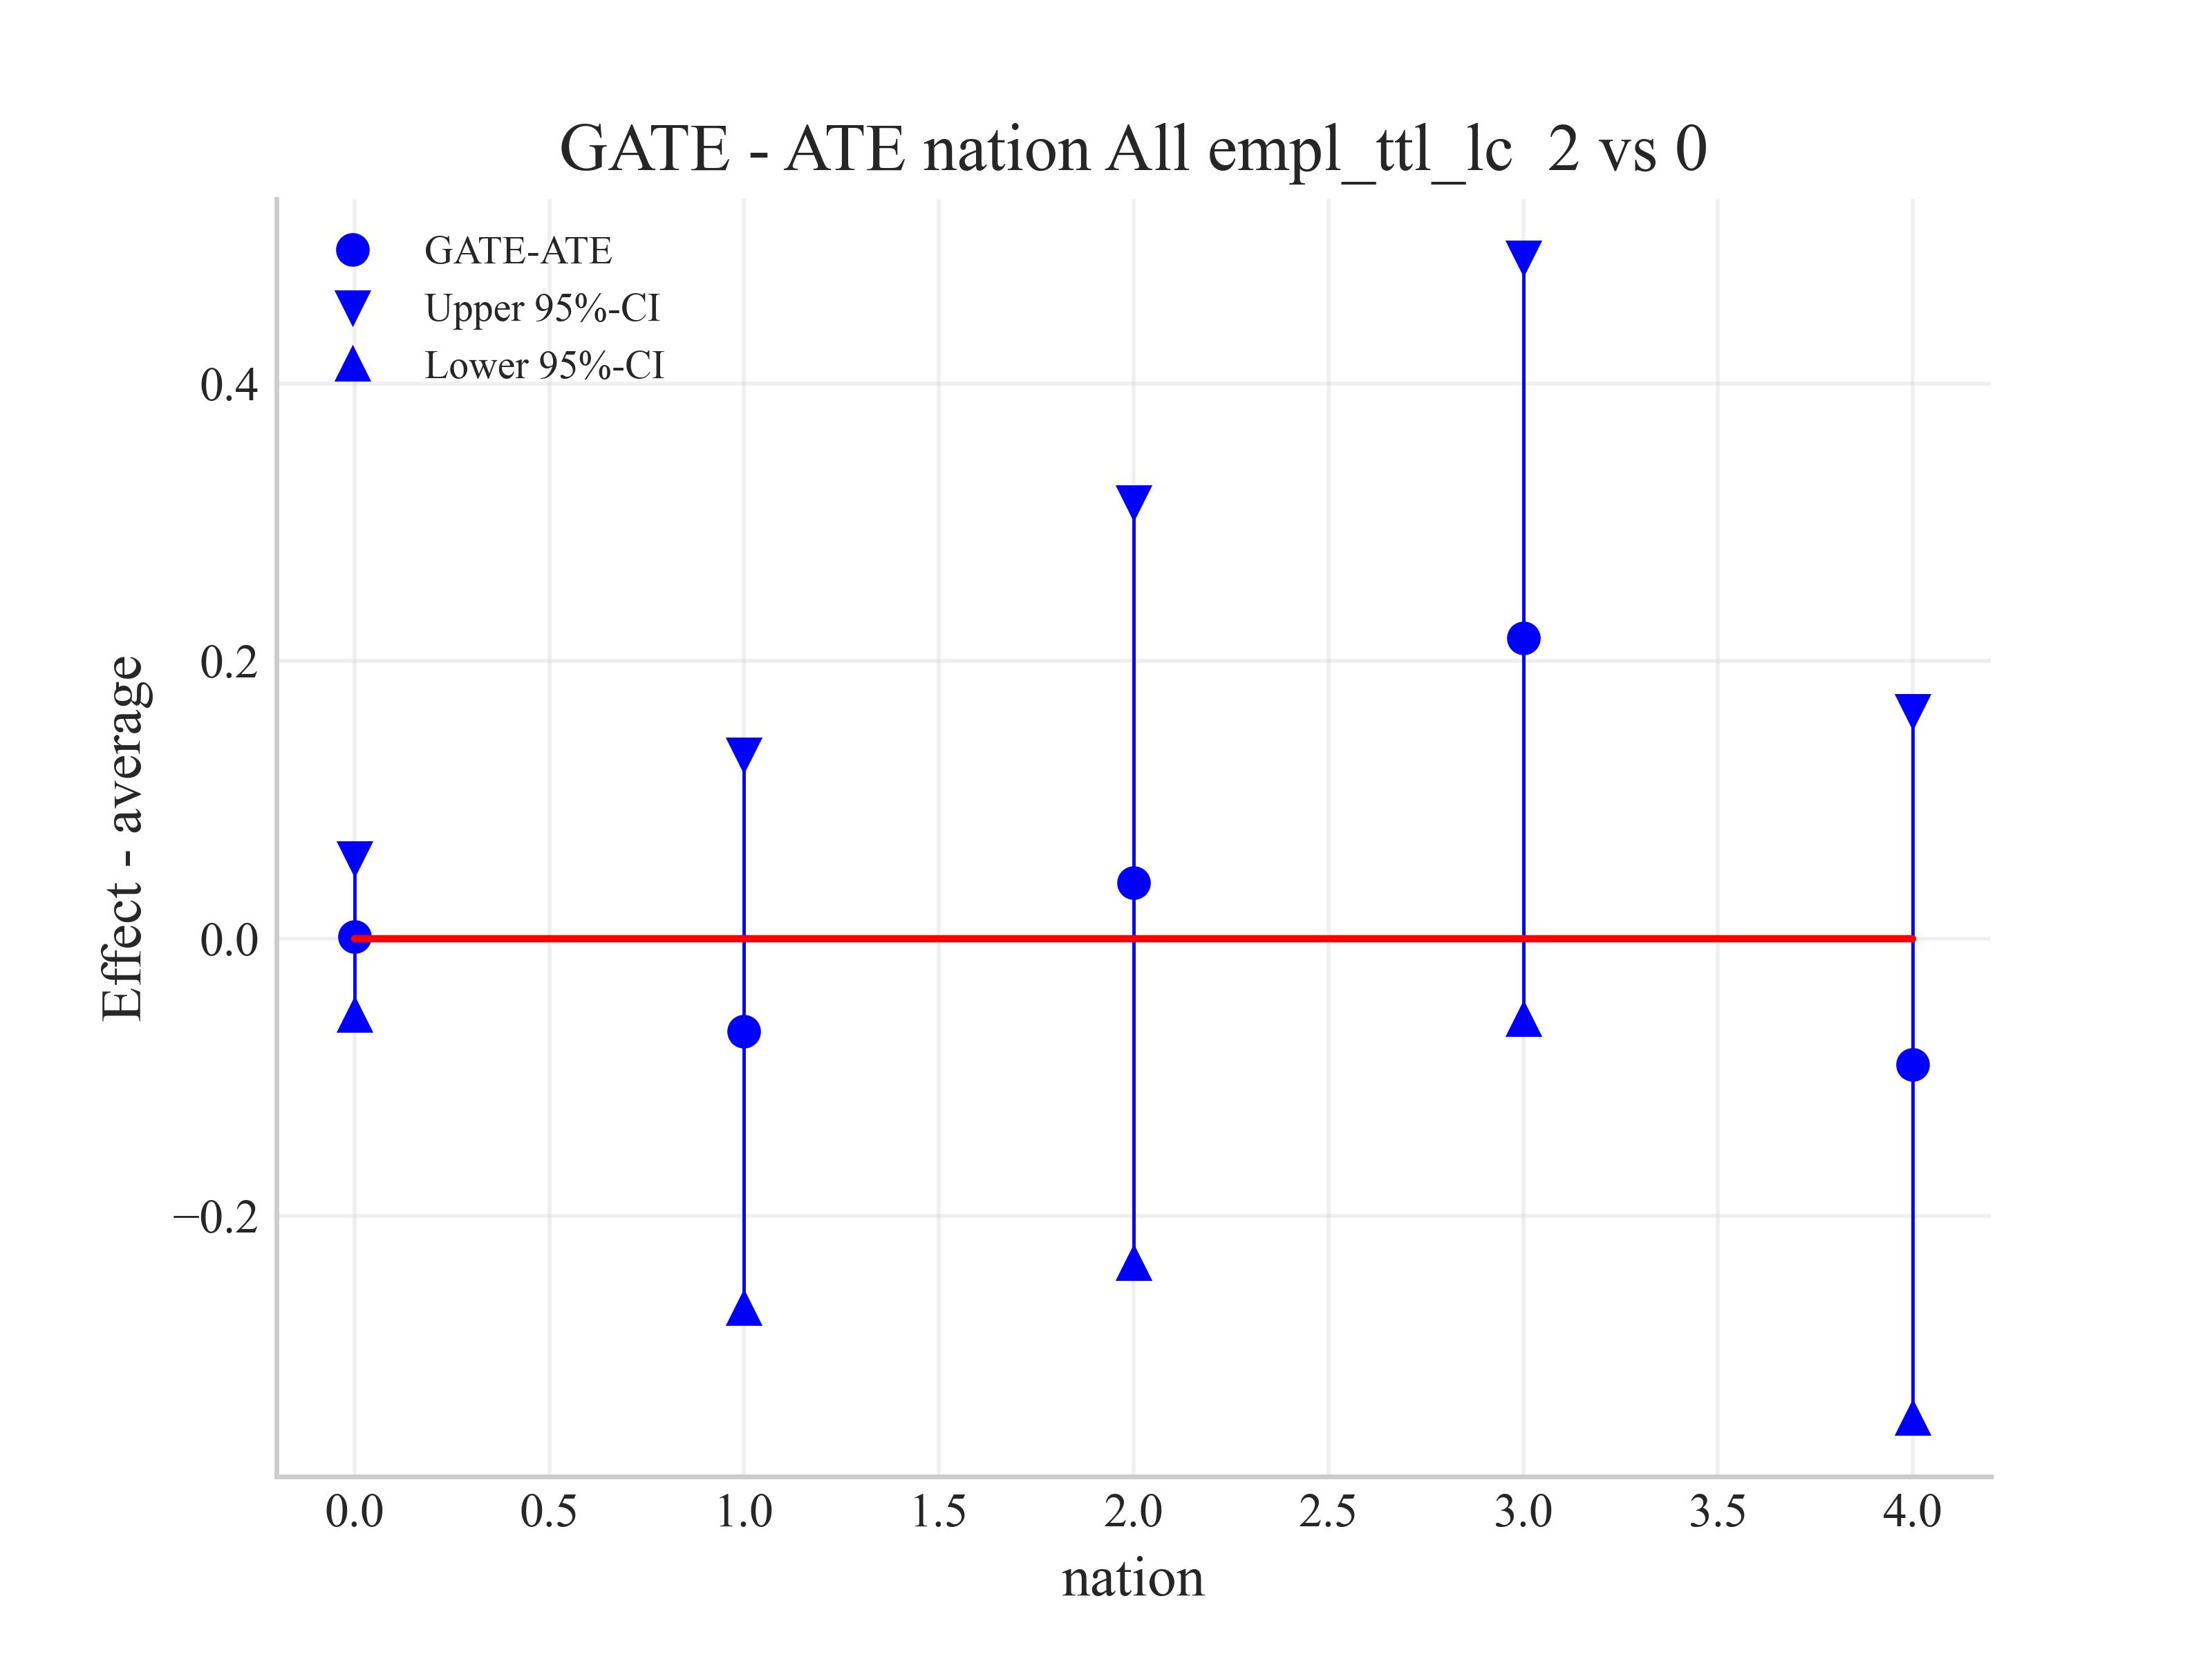 GATE - ATE nation All empl_ttl_lc 2 vs 0
GATE-ATE
Upper 95%-CI
Lower 95%-CI
0.4
0.2
0.0
−0.2
Effect - average
0.0 0.5 1.0 1.5 2.0 2.5 3.0 3.5 4.0
nation